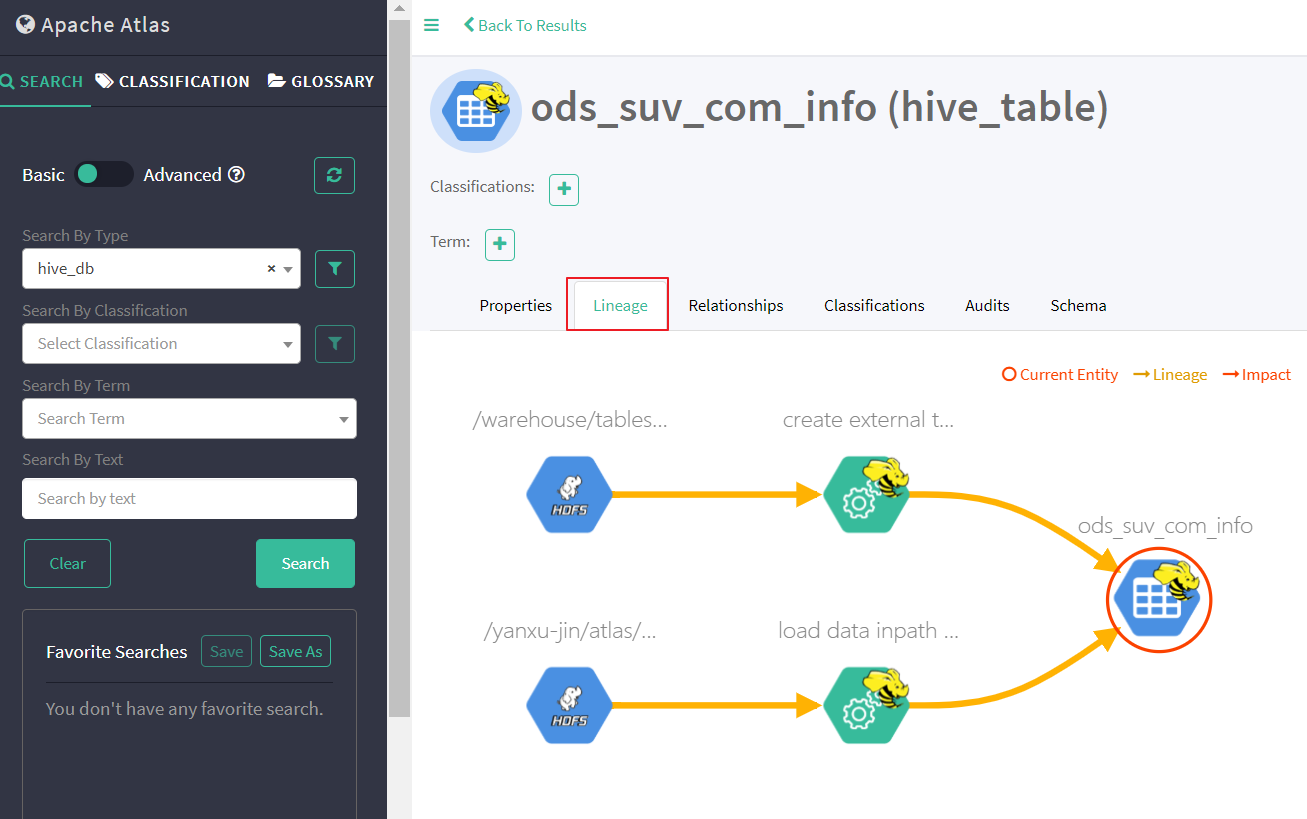 Apache Atlas
SEARCH CLASSIFICATION GLOSSARY
Basic Advanced
Search By Type
hive_db ×
Search By Classification
Select Classification
Search By Term
Search Term
Search By Text
Search by text
Clear Search
Favorite Searches Save Save As
You don't have any favorite search.
Back To Results
ods_suv_com_info (hive_table)
Classifications:
Term:
Properties Lineage Relationships Classifications Audits Schema
Current Entity Lineage Impact
/warehouse/tables... create external t...
HDFS
ods_suv_com_info
/yanxu-jin/atlas/... load data inpath ...
HDFS